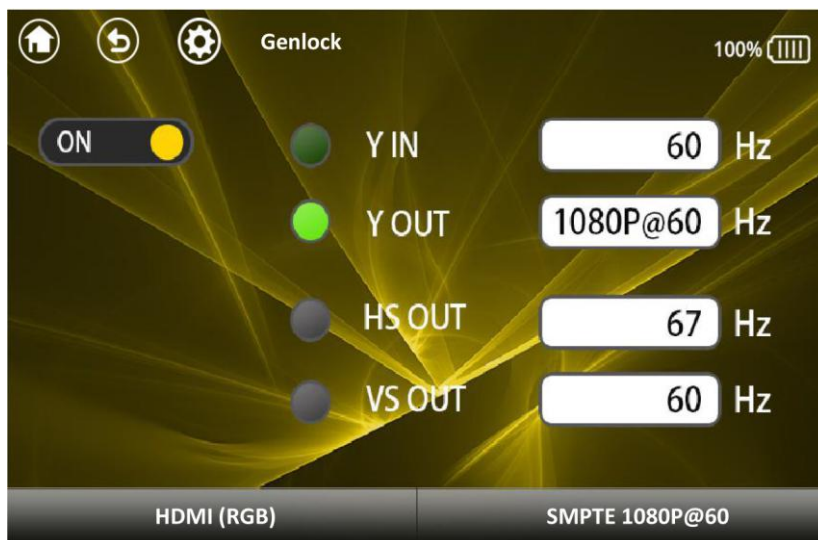 Genlock
100%
ON
Y IN
60 Hz
Y OUT
1080P@60 Hz
HS OUT
67 Hz
VS OUT
60 Hz
HDMI (RGB)
SMPTE 1080P@60